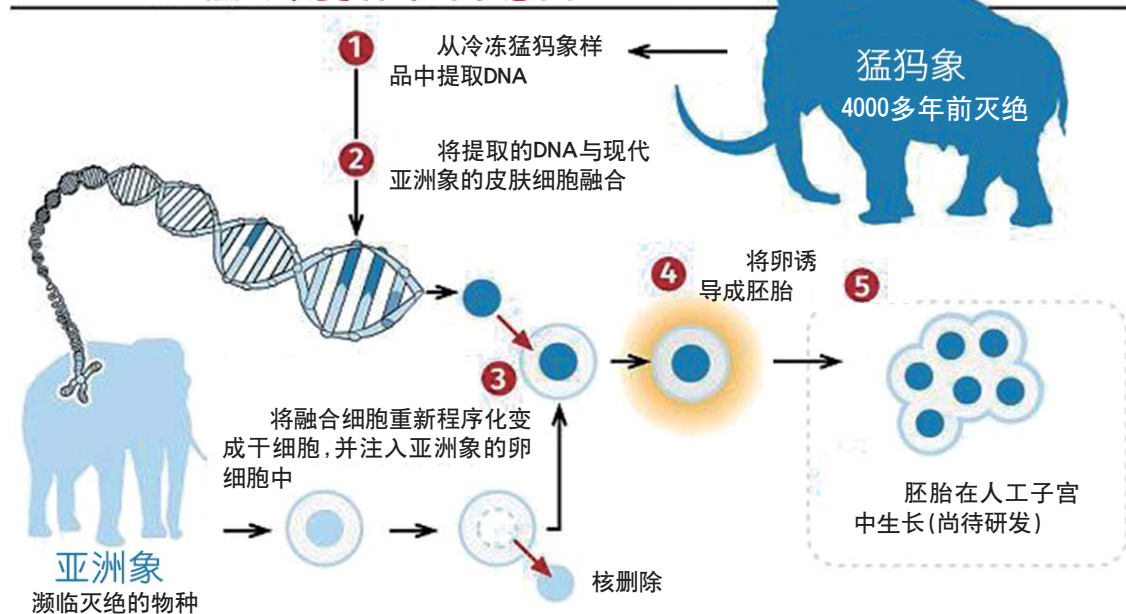 1
从冷冻猛犸象样
品中提取DNA
猛犸象
4000多年前灭绝
2
将提取的DNA与现代
亚洲象的皮肤细胞融合
4
将卵诱
导成胚胎
5
3
将融合细胞重新程序化变
成干细胞,并注入亚洲象的卵
细胞中
胚胎在人工子宫
中生长(尚待研发)
亚洲象
濒临灭绝的物种
核删除